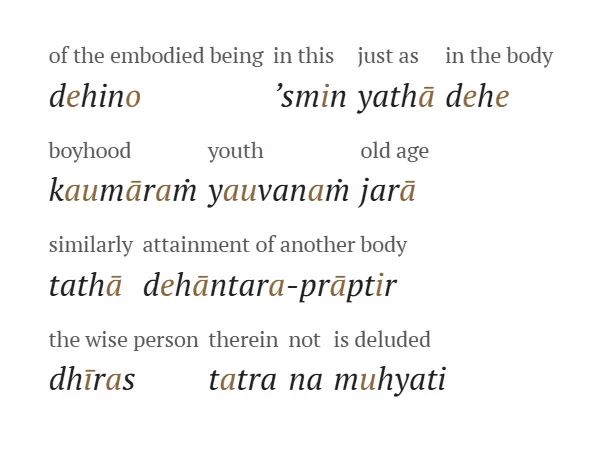 of the embodied being in this just as in the body
dehino ’smin yathā dehe
boyhood youth old age
kaumāraṁ yauvanaṁ jarā
similarly attainment of another body
tathā dehāntara-prāptir
the wise person therein not is deluded
dhīras tatra na muhyati